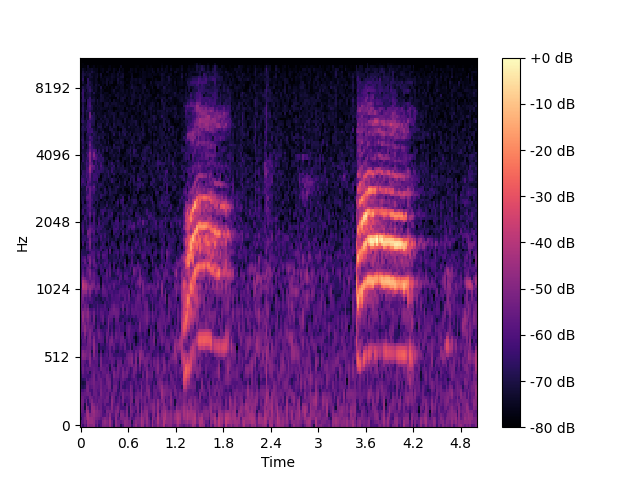 +0 dB
8192
-10 dB
4096
-20 dB
-30 dB
2048
Hz
-40 dB
1024
-50 dB
-60 dB
512
-70 dB
0
-80 dB
0 0.6 1.2 1.8 2.4 3 3.6 4.2 4.8
Time